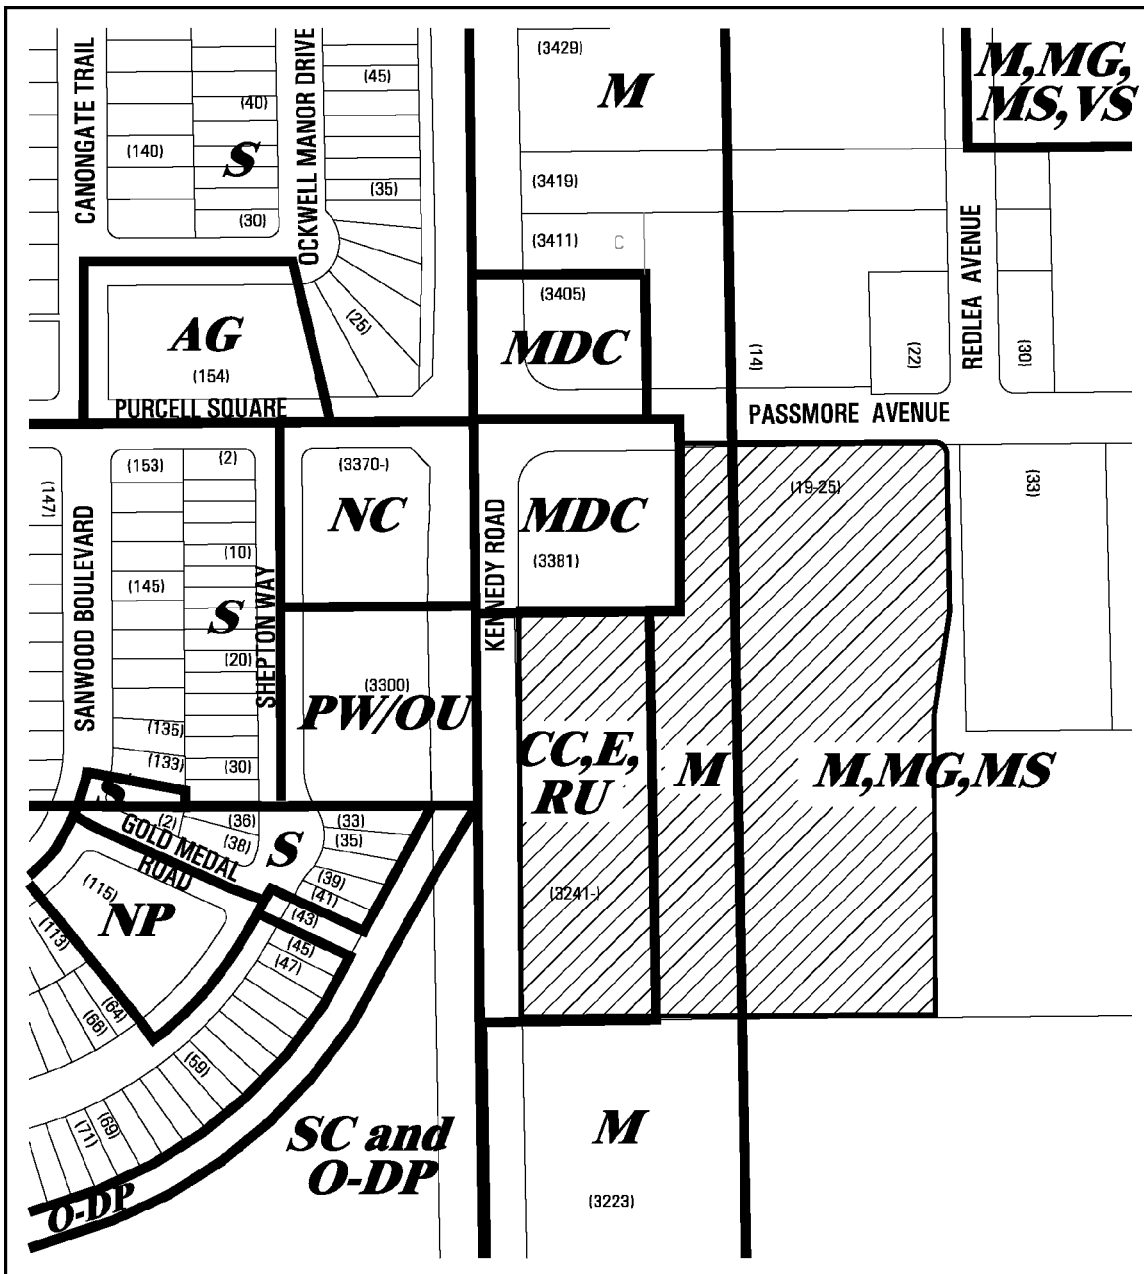 CANONGATE TRAIL
OCKWELL MANOR DRIVE
(3429)
(45)
M
M,MG,
MS,VS
(40)
(140)
S
(35)
(30)
(3419)
(3411)
C
REDLEA AVENUE
(3405)
MDC
AG
(154)
(25)
(14)
(22)
(30)
PURCELL SQUARE
PASSMORE AVENUE
(147)
(153)
(2)
(3370-)
NC
KENNEDY ROAD
MDC
(3381)
(19-25)
(33)
SANWOOD BOULEVARD
(10)
(145)
S
SHEPTON WAY
(20)
(3300)
PW/OU
(135)
(133)
(30)
CC,E,
RU
M
M,MG,MS
S
(2)
GOLD MEDAL
ROAD
(36)
(38)
S
(33)
(35)
(39)
(41)
(43)
(45)
(47)
(115)
NP
(113)
(3241-)
(64)
(66)
(59)
(69)
(71)
SC and
O-DP
M
(3223)
O-DP